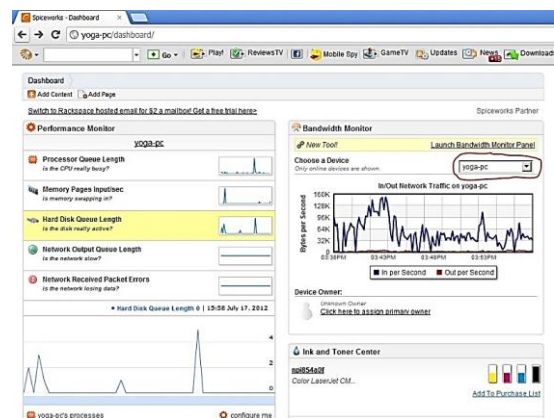 Spiceworks - Dashboard
yoga-pc/dashboard/
Go
Play!
ReviewsTV
Mobile Spy
GameTV
Updates
News
Downloads
Dashboard
Add Content
Add Page
Switch to Rackspace hosted email for $2 a mailbox! Get a free trial here»
Spiceworks Partner
Performance Monitor
yoga-pc
Processor Queue Length
is the CPU really busy?
Memory Pages Input/sec
is memory swapping in?
Hard Disk Queue Length
is the disk really active?
Network Output Queue Length
is the network slow?
Network Received Packet Errors
is the network losing data?
Hard Disk Queue Length 0 | 15:58 July 17, 2012
4
2
0
yoga-pc's processes
configure me
Bandwidth Monitor
New Tool!
Launch Bandwidth Monitor Panel
Choose a Device
Only online devices are shown.
yoga-pc
In/Out Network Traffic on yoga-pc
Bytes per Second
160K
128K
96K
64K
32K
0
03:38PM
03:43PM
03:48PM
03:53PM
In per Second
Out per Second
Device Owner:
Unknown Owner
Click here to assign primary owner
Ink and Toner Center
npi854a0f
Color LaserJet CM...
Add To Purchase List